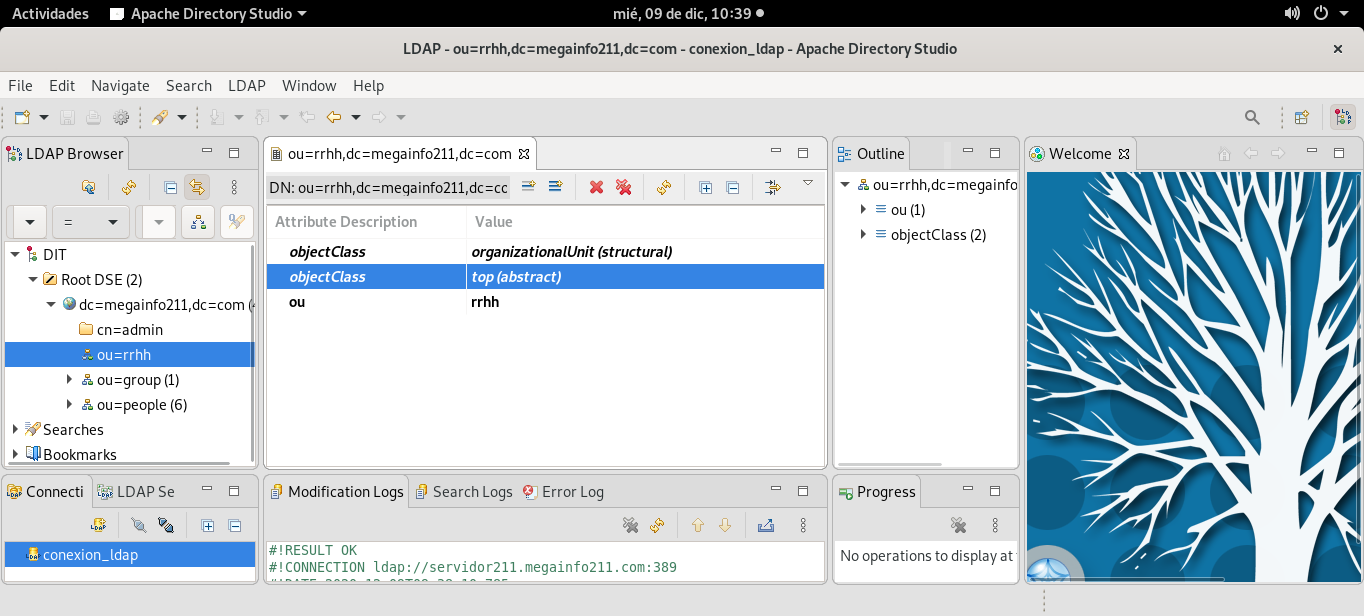 Actividades Apache Directory Studio mié, 09 de dic, 10:39
LDAP - ou=rrhh,dc=megainfo211,dc=com - conexion_ldap - Apache Directory Studio
File Edit Navigate Search LDAP Window Help
LDAP Browser
=
DIT
Root DSE (2)
dc=megainfo211,dc=com
cn=admin
ou=rrhh
ou=group (1)
ou=people (6)
Searches
Bookmarks
ou=rrhh,dc=megainfo211,dc=com
DN: ou=rrhh,dc=megainfo211,dc=cc
Attribute Description Value
objectClass organizationalUnit (structural)
objectClass top (abstract)
ou rrhh
Outline
ou=rrhh,dc=megainfo
ou (1)
objectClass (2)
Welcome
Connecti LDAP Se
conexion_ldap
Modification Logs Search Logs Error Log
#!RESULT OK
#!CONNECTION ldap://servidor211.megainfo211.com:389
Progress
No operations to display at